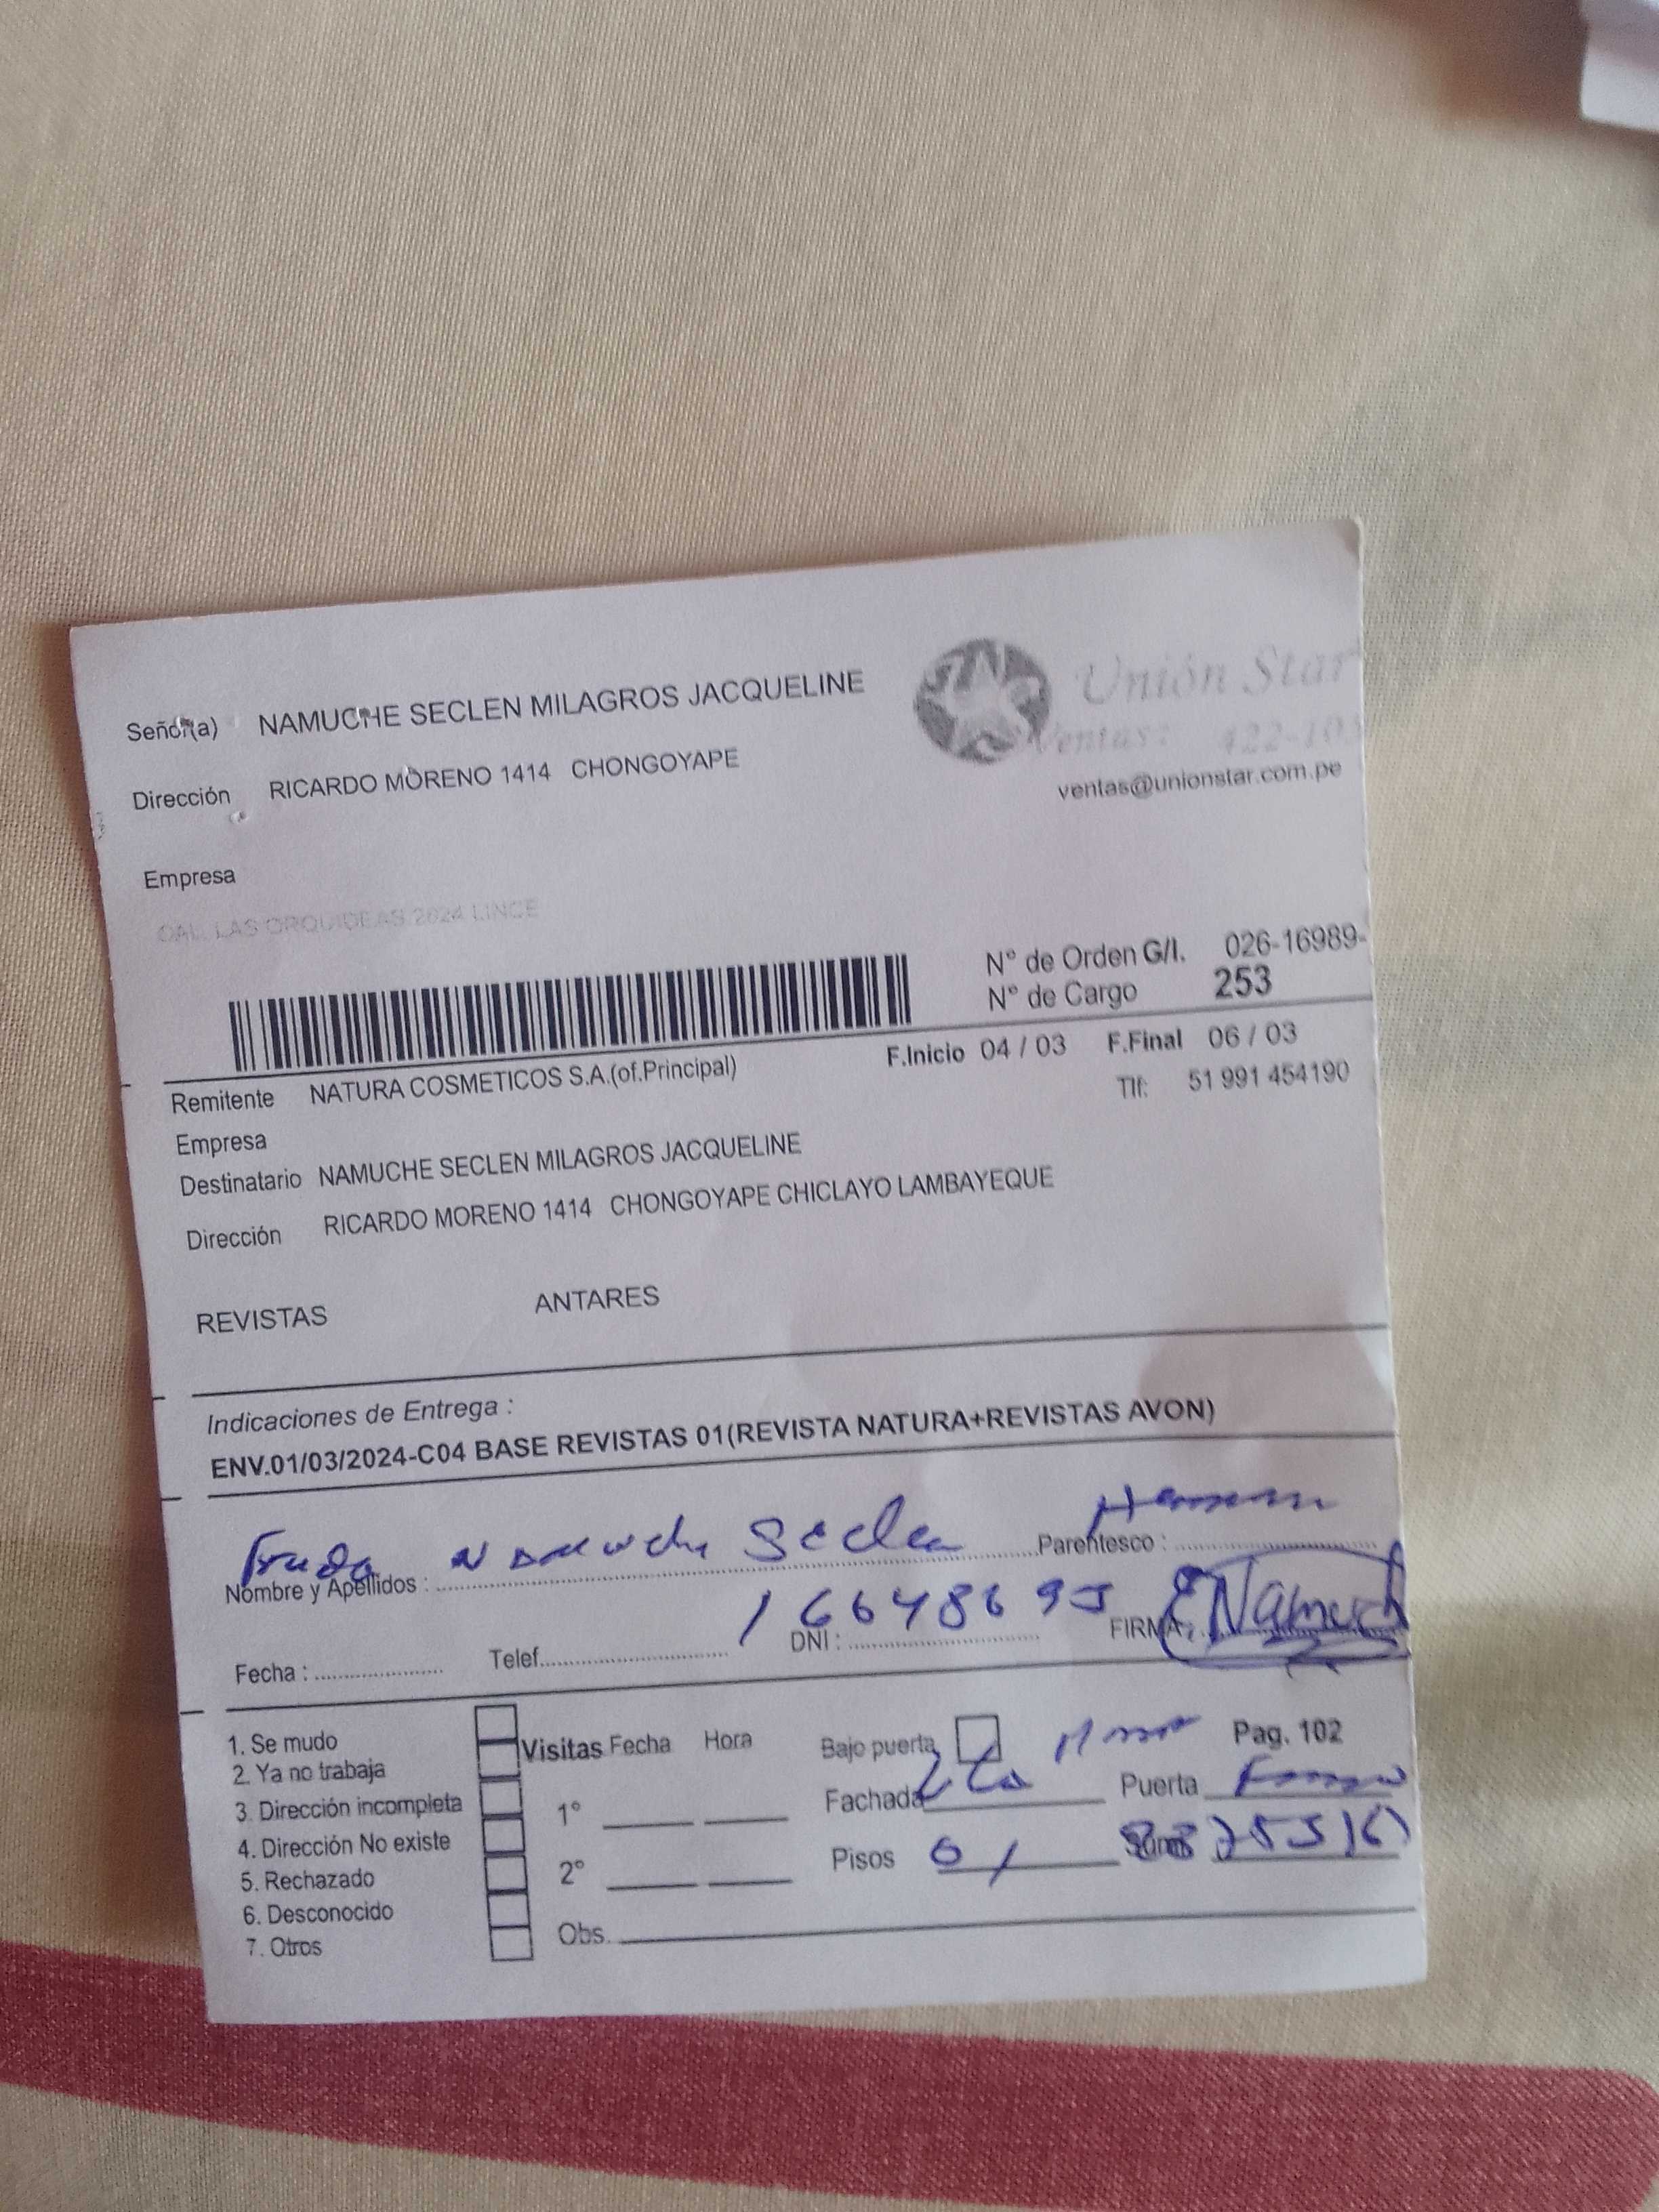 Señor(a) NAMUCHE SECLEN MILAGROS JACQUELINE
Unión Star
Ventas: 422-103
Dirección RICARDO MORENO 1414 CHONGOYAPE
ventas@unionstar.com.pe
Empresa
CAL. LAS ORQUIDEAS 2624 LINCE
N° de Orden G/I. 026-16989-
N° de Cargo 253
F.Inicio 04 / 03 F.Final 06 / 03
Remitente NATURA COSMETICOS S.A.(of.Principal)
Tlf: 51 991 454190
Empresa
Destinatario NAMUCHE SECLEN MILAGROS JACQUELINE
Dirección RICARDO MORENO 1414 CHONGOYAPE CHICLAYO LAMBAYEQUE
REVISTAS ANTARES
Indicaciones de Entrega :
ENV.01/03/2024-C04 BASE REVISTAS 01(REVISTA NATURA+REVISTAS AVON)
Nombre y Apellidos : Namuche Seclen Parentesco :
Fecha : Telef. DNI : 16648693 FIRMA: Namuch
1. Se mudo
2. Ya no trabaja
3. Dirección incompleta
4. Dirección No existe
5. Rechazado
6. Desconocido
7. Otros
Visitas Fecha Hora
1°
2°
Obs.
Bajo puerta Pag. 102
Fachada Puerta
Pisos 01